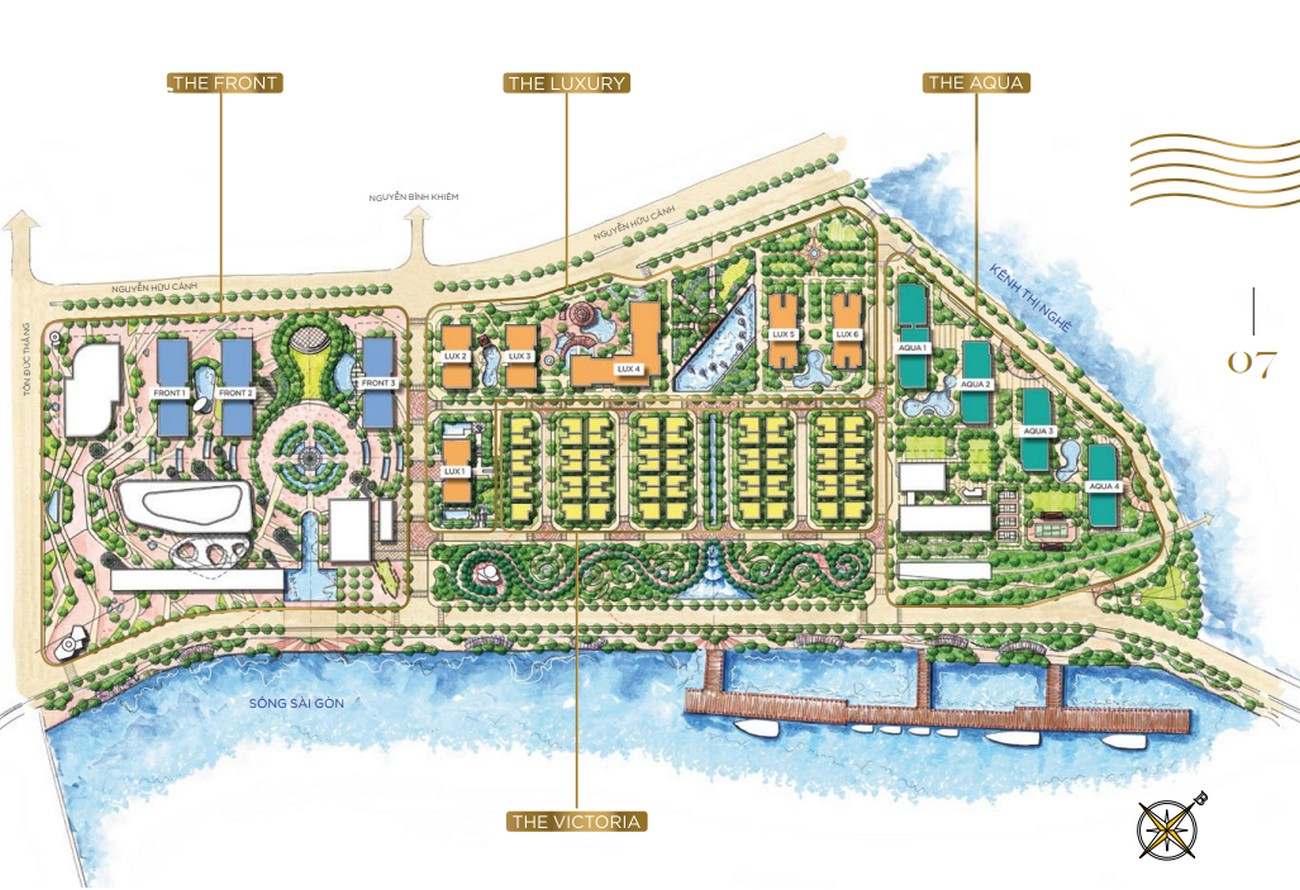 THE FRONT
THE LUXURY
THE AQUA
NGUYỄN BỈNH KHIÊM
NGUYỄN HỮU CẢNH
NGUYỄN HỮU CẢNH
KÊNH THỊ NGHÈ
07
TÔN ĐỨC THẮNG
FRONT 1
FRONT 2
FRONT 3
LUX 2
LUX 3
LUX 4
LUX 5
LUX 6
AQUA 1
AQUA 2
AQUA 3
AQUA 4
LUX 1
SÔNG SÀI GÒN
THE VICTORIA
B